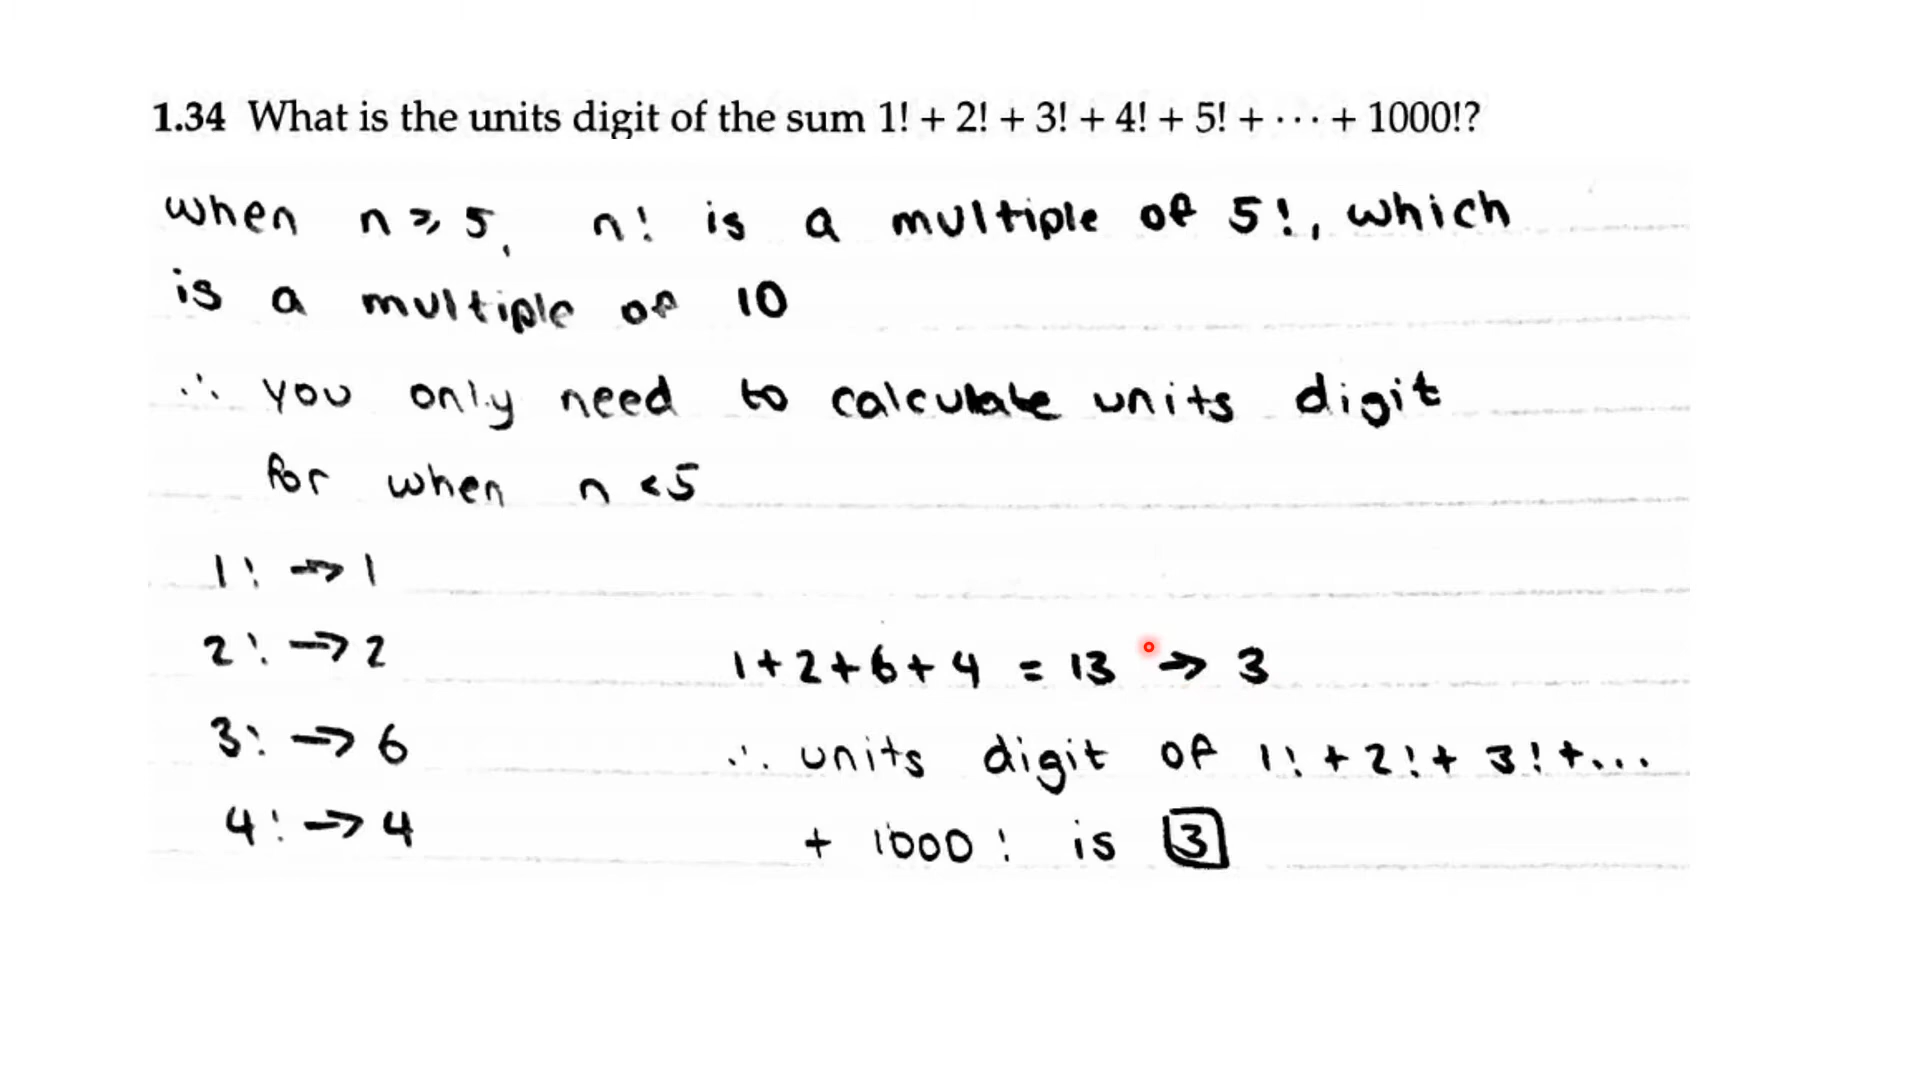 1.34 What is the units digit of the sum 1! + 2! + 3! + 4! + 5! + ··· + 1000!?
when n ⩾ 5, n! is a multiple of 5!, which
is a multiple of 10
∴ you only need to calculate units digit
for when n < 5
1! → 1
2! → 2
3! → 6
4! → 4
1 + 2 + 6 + 4 = 13 → 3
∴ units digit of 1! + 2! + 3! + ...
+ 1000! is 3